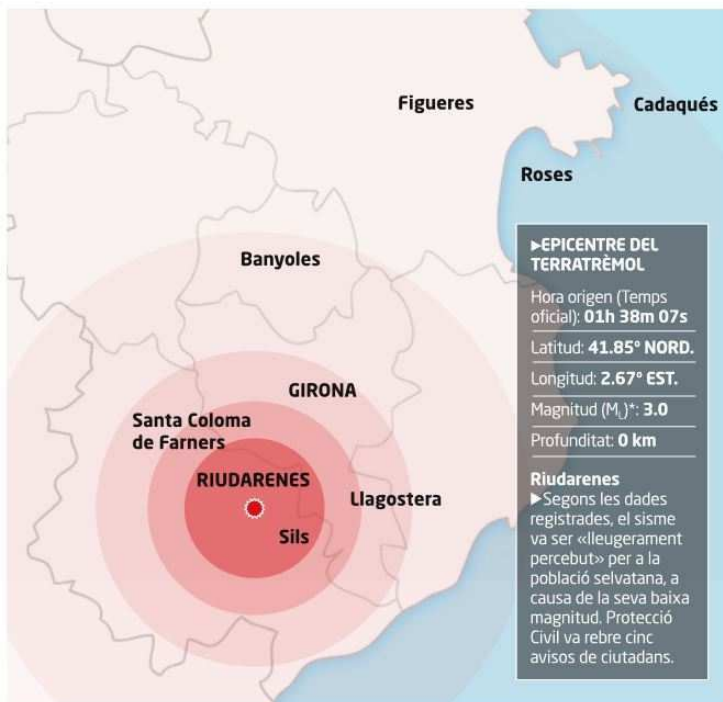 Figueres
Cadaqués
Roses
Banyoles
GIRONA
Santa Coloma
de Farners
RIUDARENES
Llagostera
Sils
▶EPICENTRE DEL
TERRATRÈMOL
Hora origen (Temps
oficial): 01h 38m 07s
Latitud: 41.85° NORD.
Longitud: 2.67° EST.
Magnitud (ML)*: 3.0
Profunditat: 0 km
Riudarenes
▶Segons les dades
registrades, el sisme
va ser «lleugerament
percebut» per a la
població selvatana, a
causa de la seva baixa
magnitud. Protecció
Civil va rebre cinc
avisos de ciutadans.